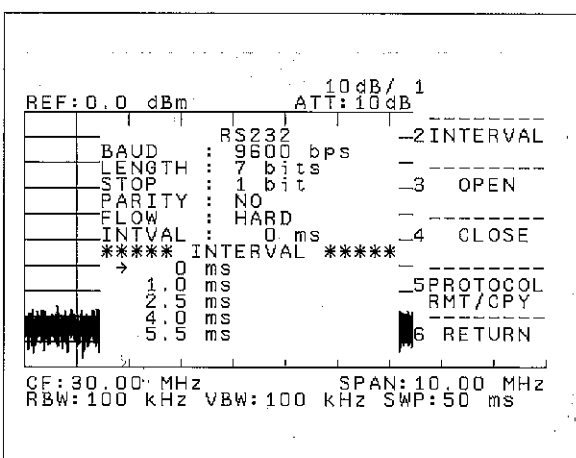 10dB/ 1
REF:0.0 dBm ATT:10dB
RS232
BAUD : 9600 bps
LENGTH : 7 bits
STOP : 1 bit
PARITY : NO
FLOW : HARD
INTVAL : 0 ms
***** INTERVAL *****
→ 0 ms
1.0 ms
2.5 ms
4.0 ms
5.5 ms
2 INTERVAL
3 OPEN
4 CLOSE
5 PROTOCOL
RMT/CPY
6 RETURN
CF:30.00 MHz SPAN:10.00 MHz
RBW:100 kHz VBW:100 kHz SWP:50 ms